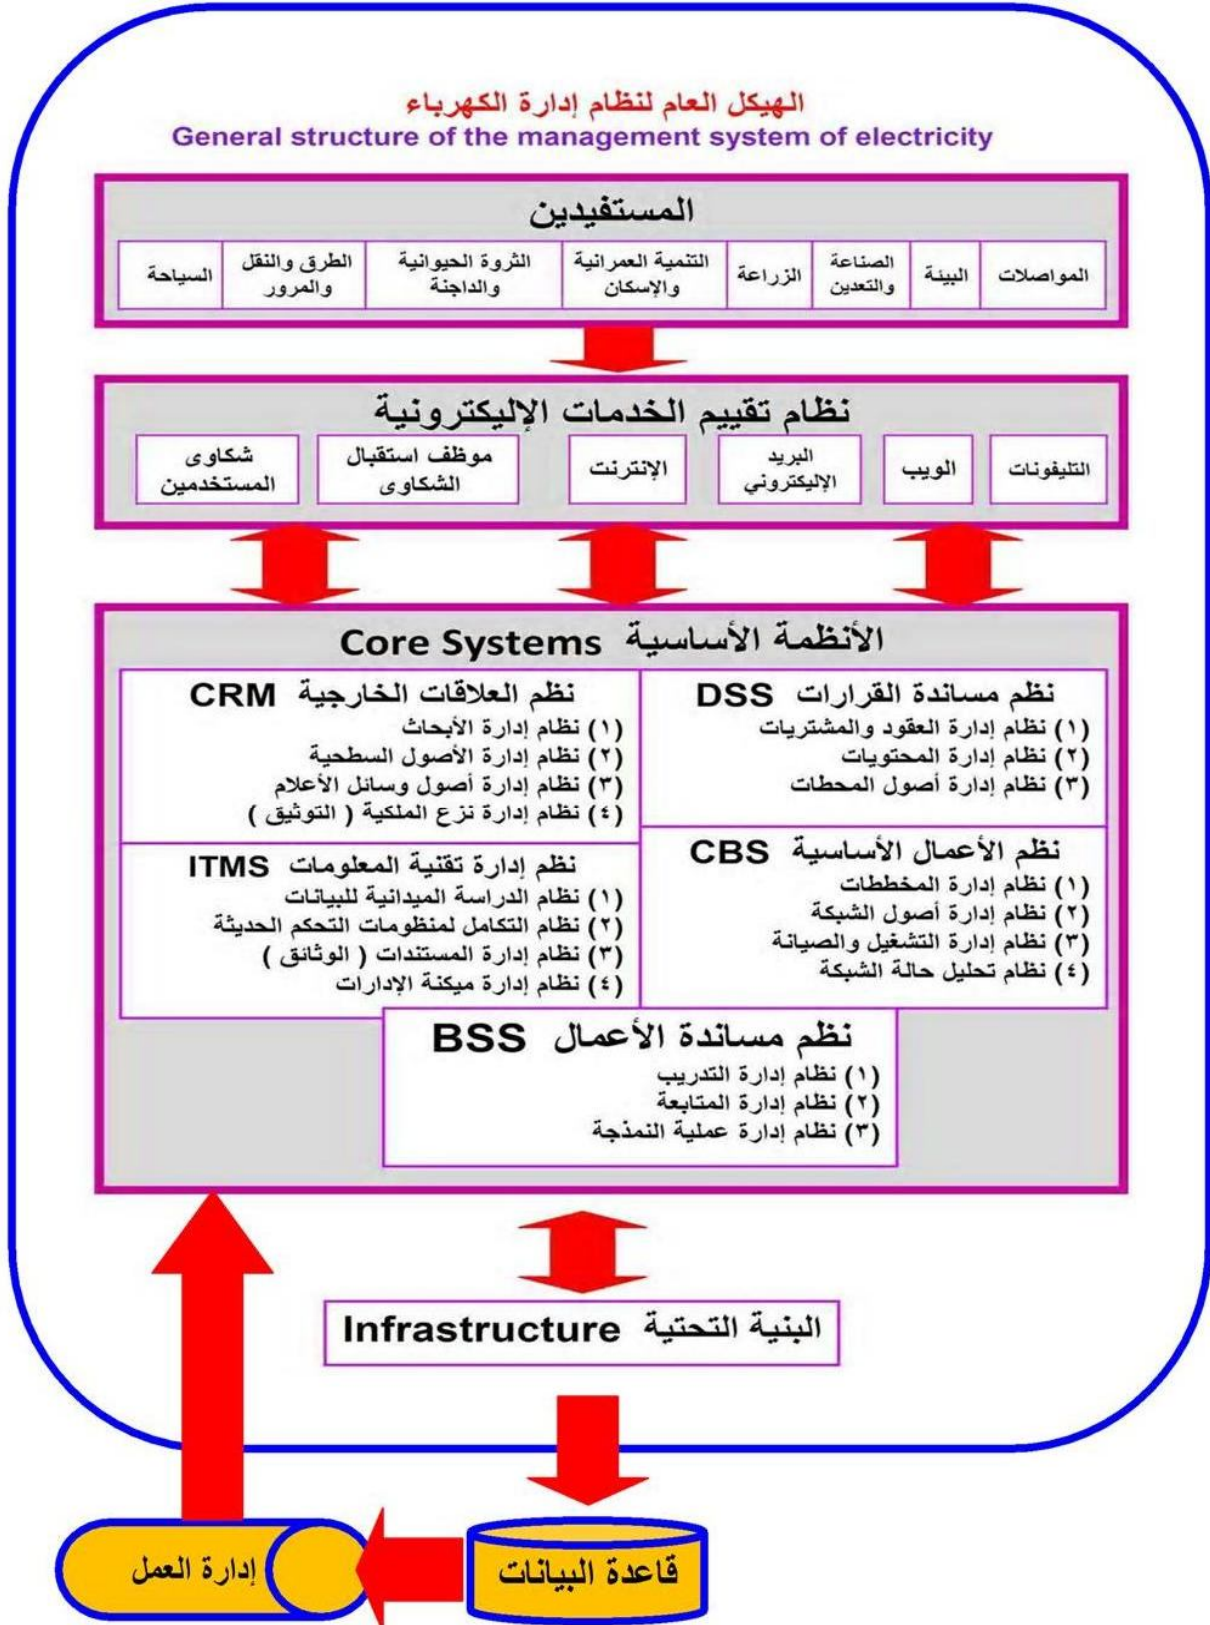 الهيكل العام لنظام إدارة الكهرباء
General structure of the management system of electricity
المستفيدين
المواصلات
البيئة
الصناعة
والتعدين
الزراعة
التنمية العمرانية
والإسكان
الثروة الحيوانية
والداجنة
الطرق والنقل
والمرور
السياحة
نظام تقييم الخدمات الإليكترونية
التليفونات
الويب
البريد
الإليكتروني
الإنترنت
موظف استقبال
الشكاوى
شكاوى
المستخدمين
الأنظمة الأساسية Core Systems
نظم مساندة القرارات DSS
(١) نظام إدارة العقود والمشتريات
(٢) نظام إدارة المحتويات
(٣) نظام إدارة أصول المحطات
نظم العلاقات الخارجية CRM
(١) نظام إدارة الأبحاث
(٢) نظام إدارة الأصول السطحية
(٣) نظام إدارة أصول وسائل الأعلام
(٤) نظام إدارة نزع الملكية ( التوثيق )
نظم الأعمال الأساسية CBS
(١) نظام إدارة المخططات
(٢) نظام إدارة أصول الشبكة
(٣) نظام إدارة التشغيل والصيانة
(٤) نظام تحليل حالة الشبكة
نظم إدارة تقنية المعلومات ITMS
(١) نظام الدراسة الميدانية للبيانات
(٢) نظام التكامل لمنظومات التحكم الحديثة
(٣) نظام إدارة المستندات ( الوثائق )
(٤) نظام إدارة ميكنة الإدارات
نظم مساندة الأعمال BSS
(١) نظام إدارة التدريب
(٢) نظام إدارة المتابعة
(٣) نظام إدارة عملية النمذجة
البنية التحتية Infrastructure
قاعدة البيانات
إدارة العمل